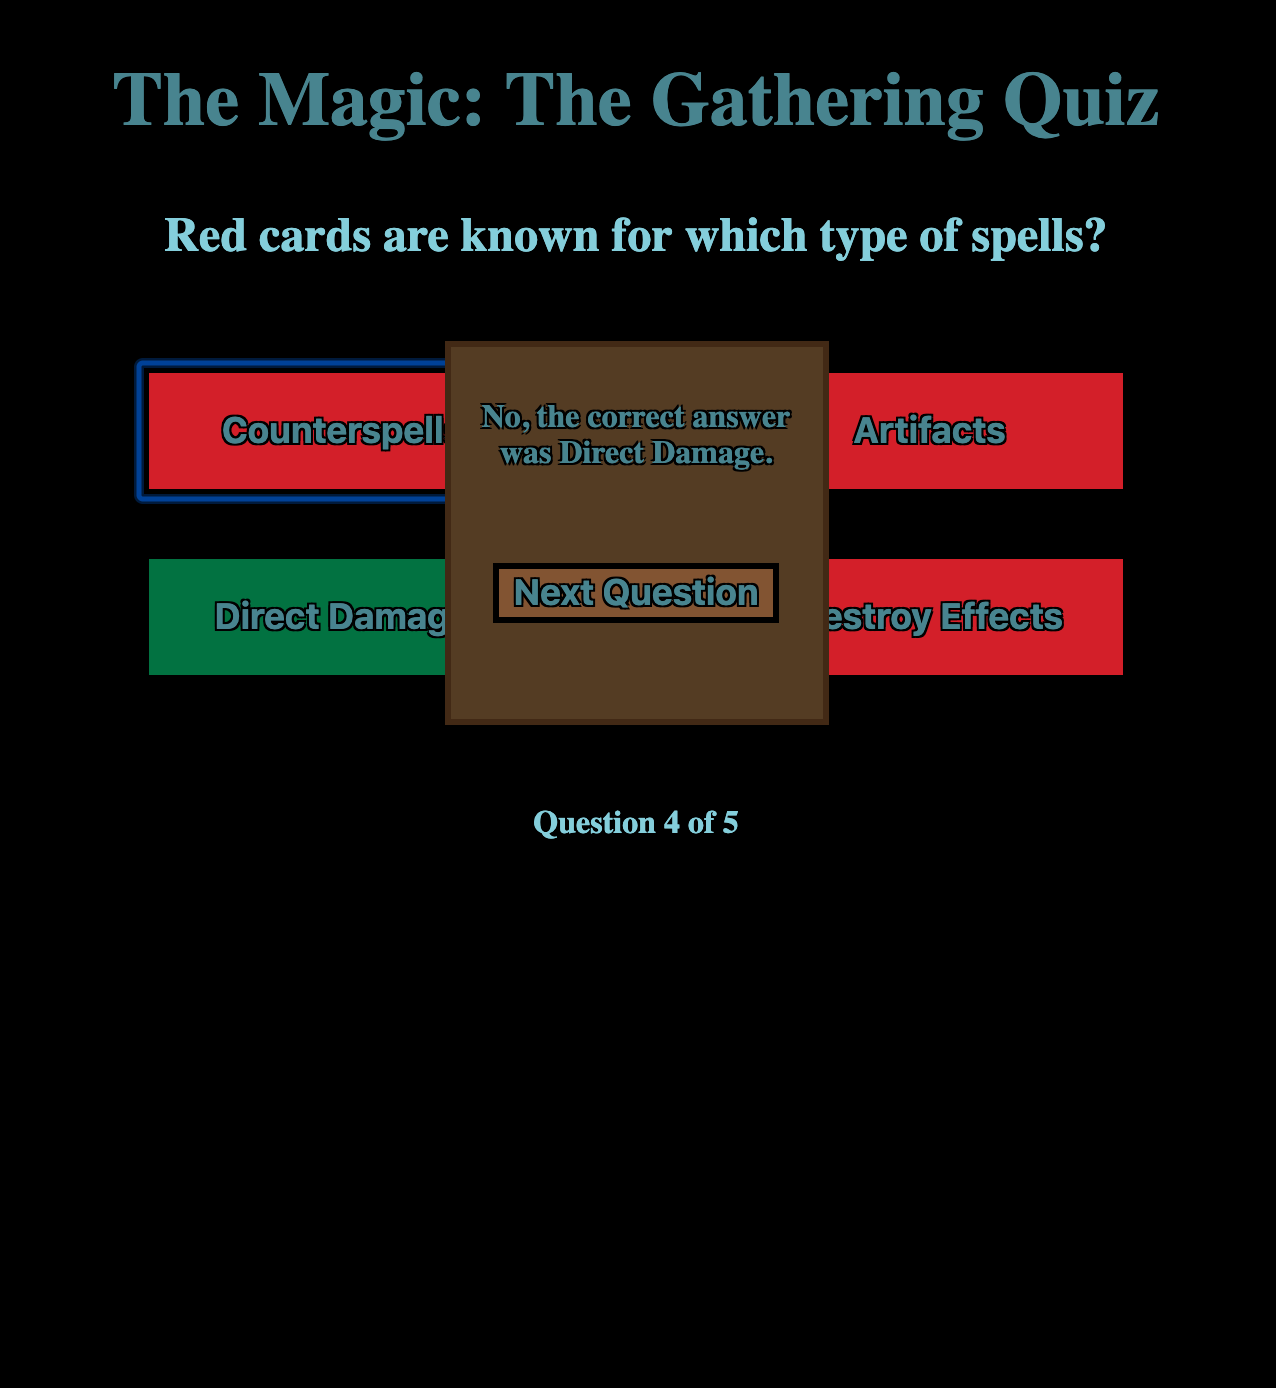 The Magic: The Gathering Quiz
Red cards are known for which type of spells?
Counterspell
Artifacts
No, the correct answer
was Direct Damage.
Direct Damag
estroy Effects
Next Question
Question 4 of 5